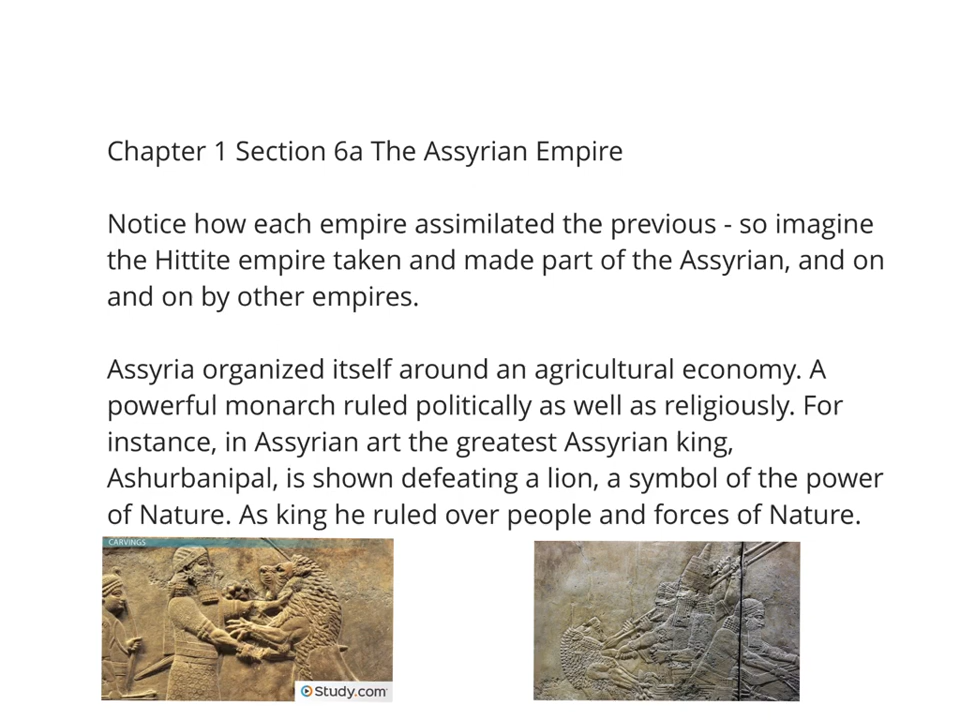 Chapter 1 Section 6a The Assyrian Empire
Notice how each empire assimilated the previous - so imagine
the Hittite empire taken and made part of the Assyrian, and on
and on by other empires.
Assyria organized itself around an agricultural economy. A
powerful monarch ruled politically as well as religiously. For
instance, in Assyrian art the greatest Assyrian king,
Ashurbanipal, is shown defeating a lion, a symbol of the power
of Nature. As king he ruled over people and forces of Nature.
CARVINGS
Study.com